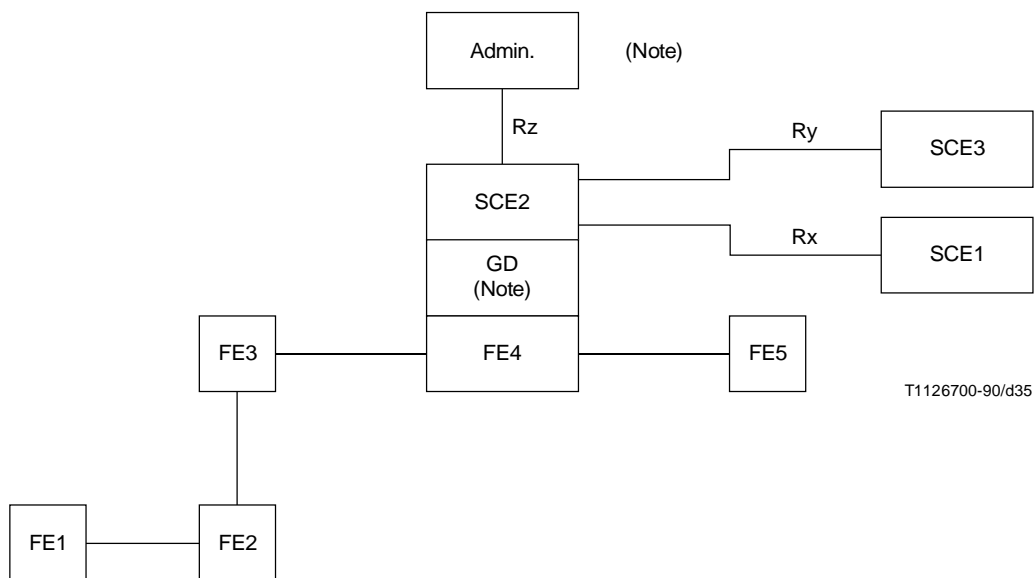 Admin.
(Note)
Rz
Ry
SCE3
SCE2
Rx
SCE1
GD
(Note)
FE3
FE4
FE5
T1126700-90/d35
FE1
FE2